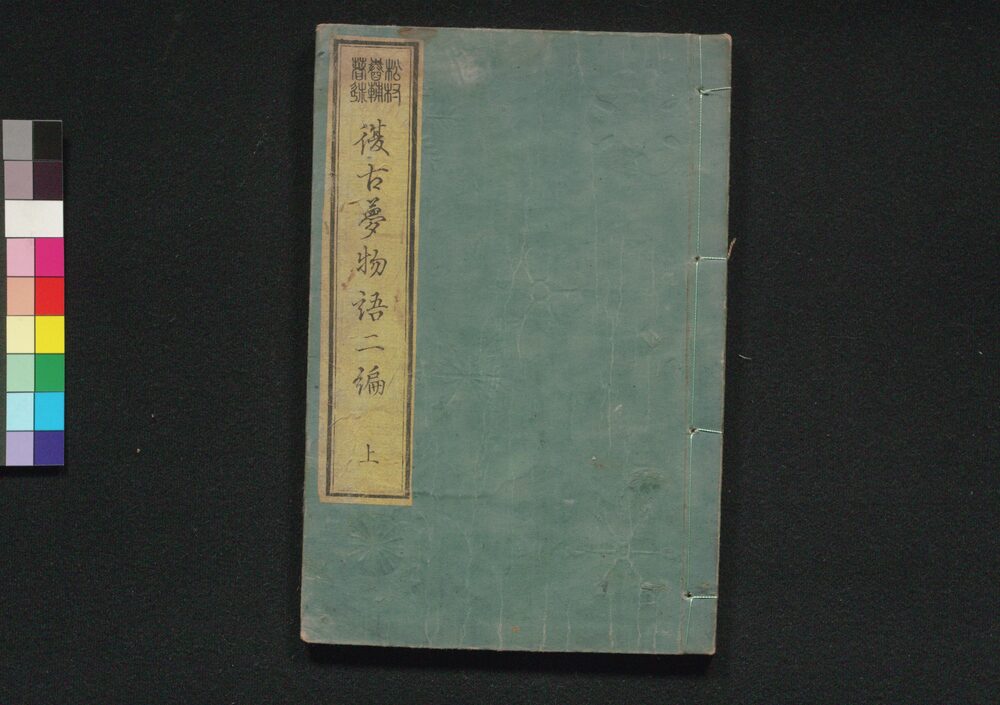 松村
春輔
著述
復古夢物語二編
上